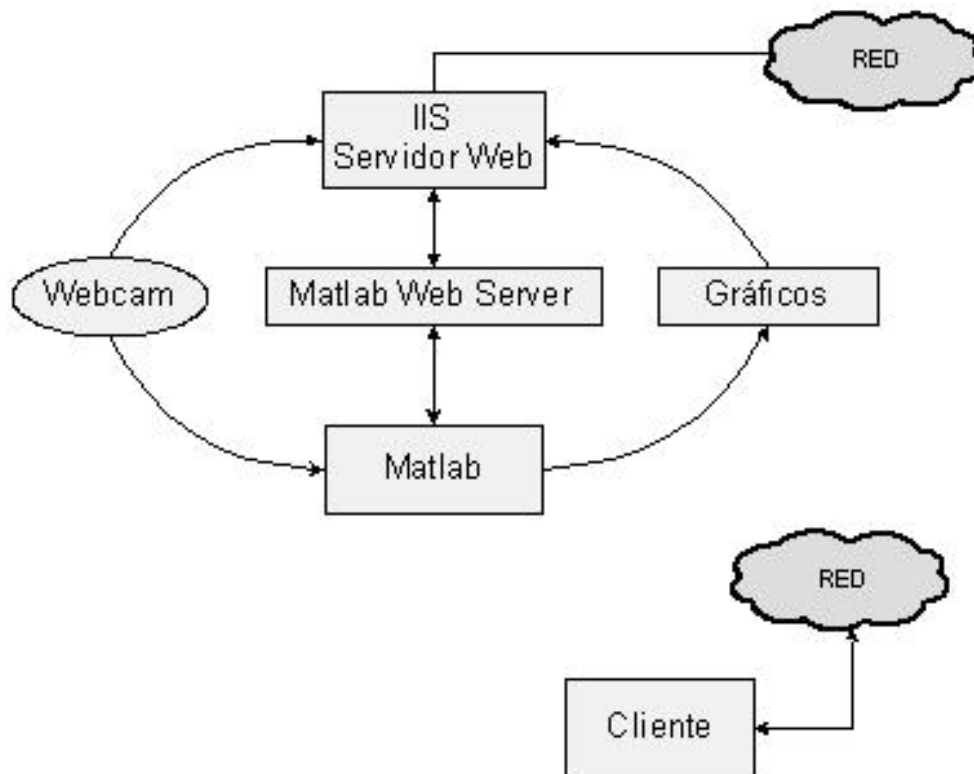 RED
IIS
Servidor Web
Webcam
Matlab Web Server
Gráficos
Matlab
RED
Cliente